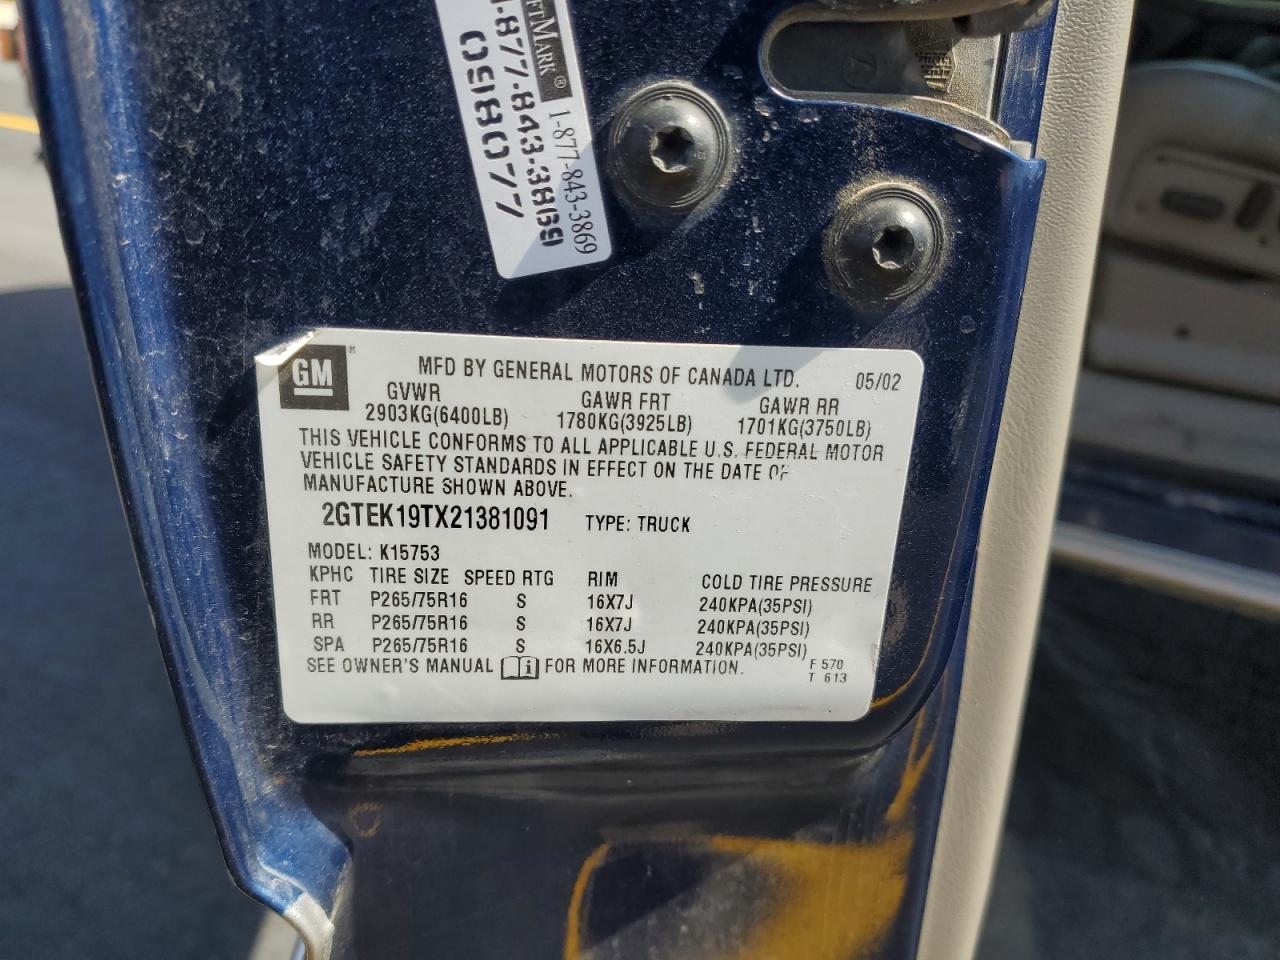 MARK ®
1-877-843-3869
-877-843-3869
0918077
GM ®
MFD BY GENERAL MOTORS OF CANADA LTD. 05/02
GVWR GAWR FRT GAWR RR
2903KG(6400LB) 1780KG(3925LB) 1701KG(3750LB)
THIS VEHICLE CONFORMS TO ALL APPLICABLE U.S. FEDERAL MOTOR
VEHICLE SAFETY STANDARDS IN EFFECT ON THE DATE OF
MANUFACTURE SHOWN ABOVE.
2GTEK19TX21381091 TYPE: TRUCK
MODEL: K15753
KPHC TIRE SIZE SPEED RTG RIM COLD TIRE PRESSURE
FRT P265/75R16 S 16X7J 240KPA(35PSI)
RR P265/75R16 S 16X7J 240KPA(35PSI)
SPA P265/75R16 S 16X6.5J 240KPA(35PSI)
SEE OWNER'S MANUAL i FOR MORE INFORMATION. F 570
T 613